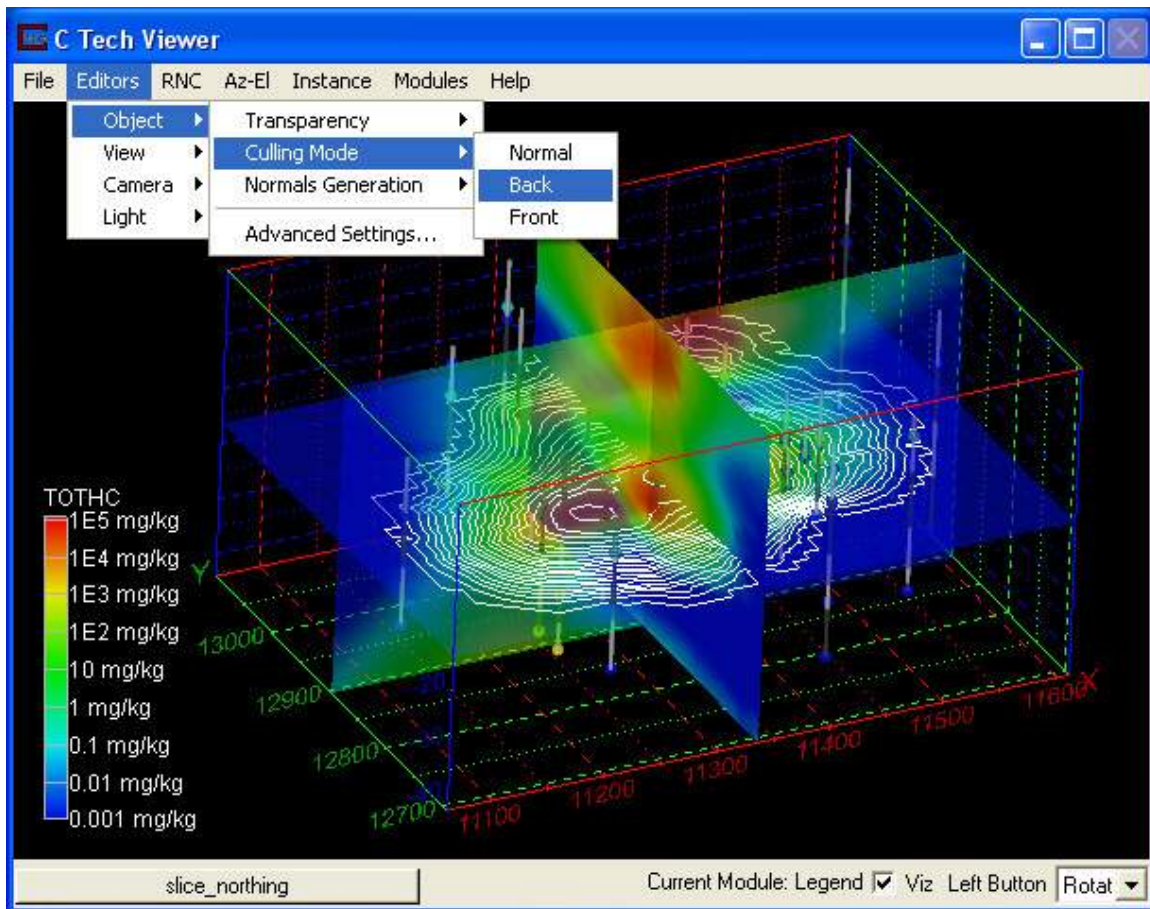 C Tech Viewer
File Editors RNC Az-El Instance Modules Help
Object
View
Camera
Light
Transparency
Culling Mode
Normals Generation
Advanced Settings...
Normal
Back
Front
TOTHC
1E5 mg/kg
1E4 mg/kg
1E3 mg/kg
1E2 mg/kg
10 mg/kg
1 mg/kg
0.1 mg/kg
0.01 mg/kg
0.001 mg/kg
Y
13000
12900
12800
12700
11100
11200
11300
11400
11500
11600
X
slice_northing
Current Module: Legend Viz Left Button Rotat